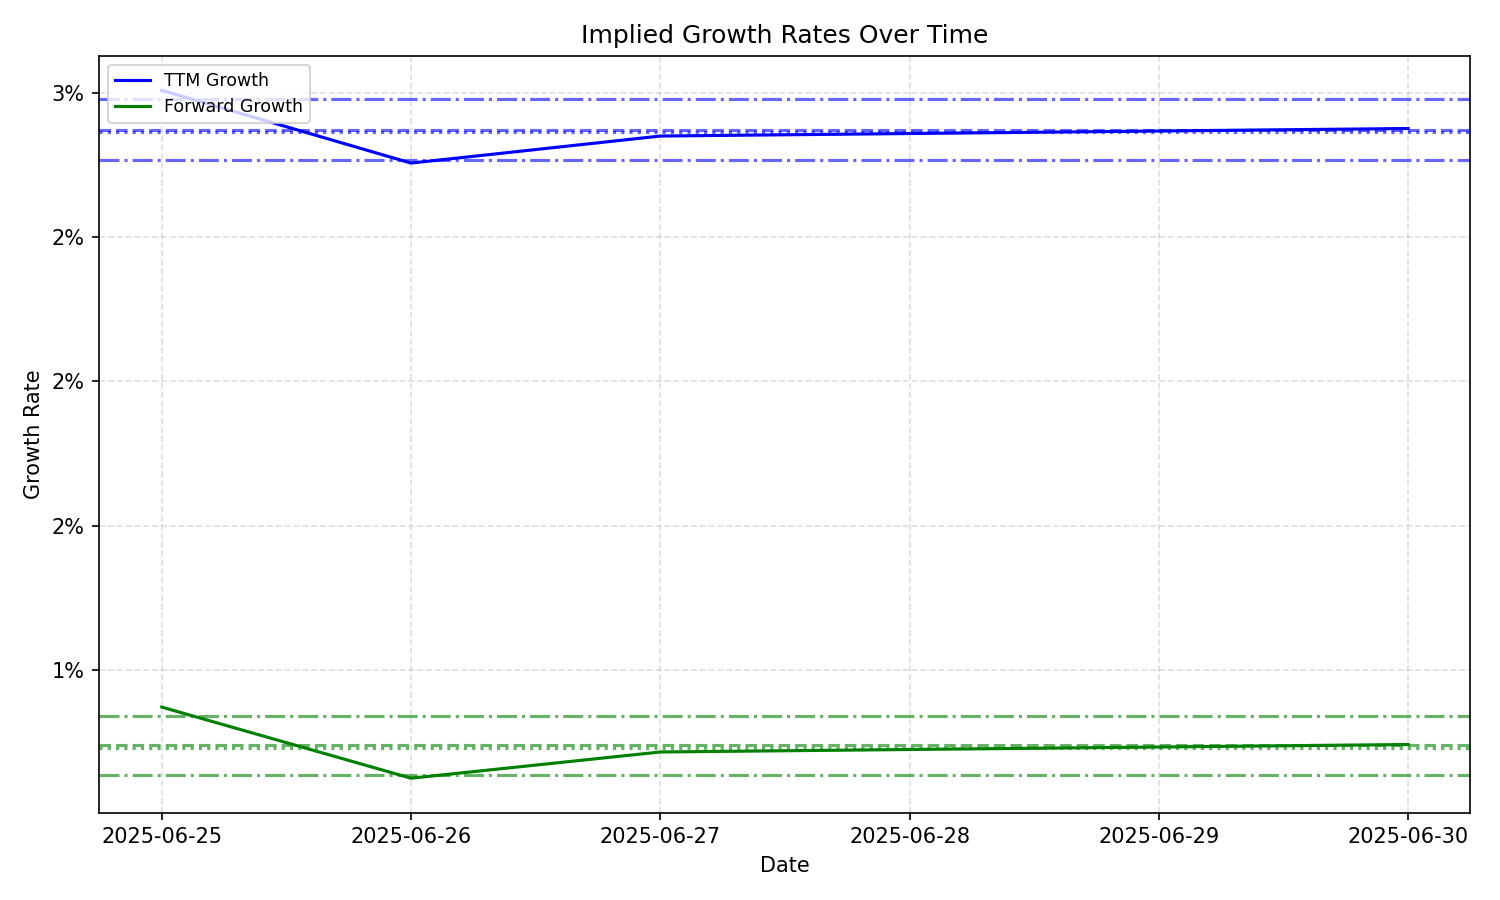 Implied Growth Rates Over Time
TTM Growth
Forward Growth
3%
2%
2%
2%
1%
Growth Rate
2025-06-25
2025-06-26
2025-06-27
2025-06-28
2025-06-29
2025-06-30
Date